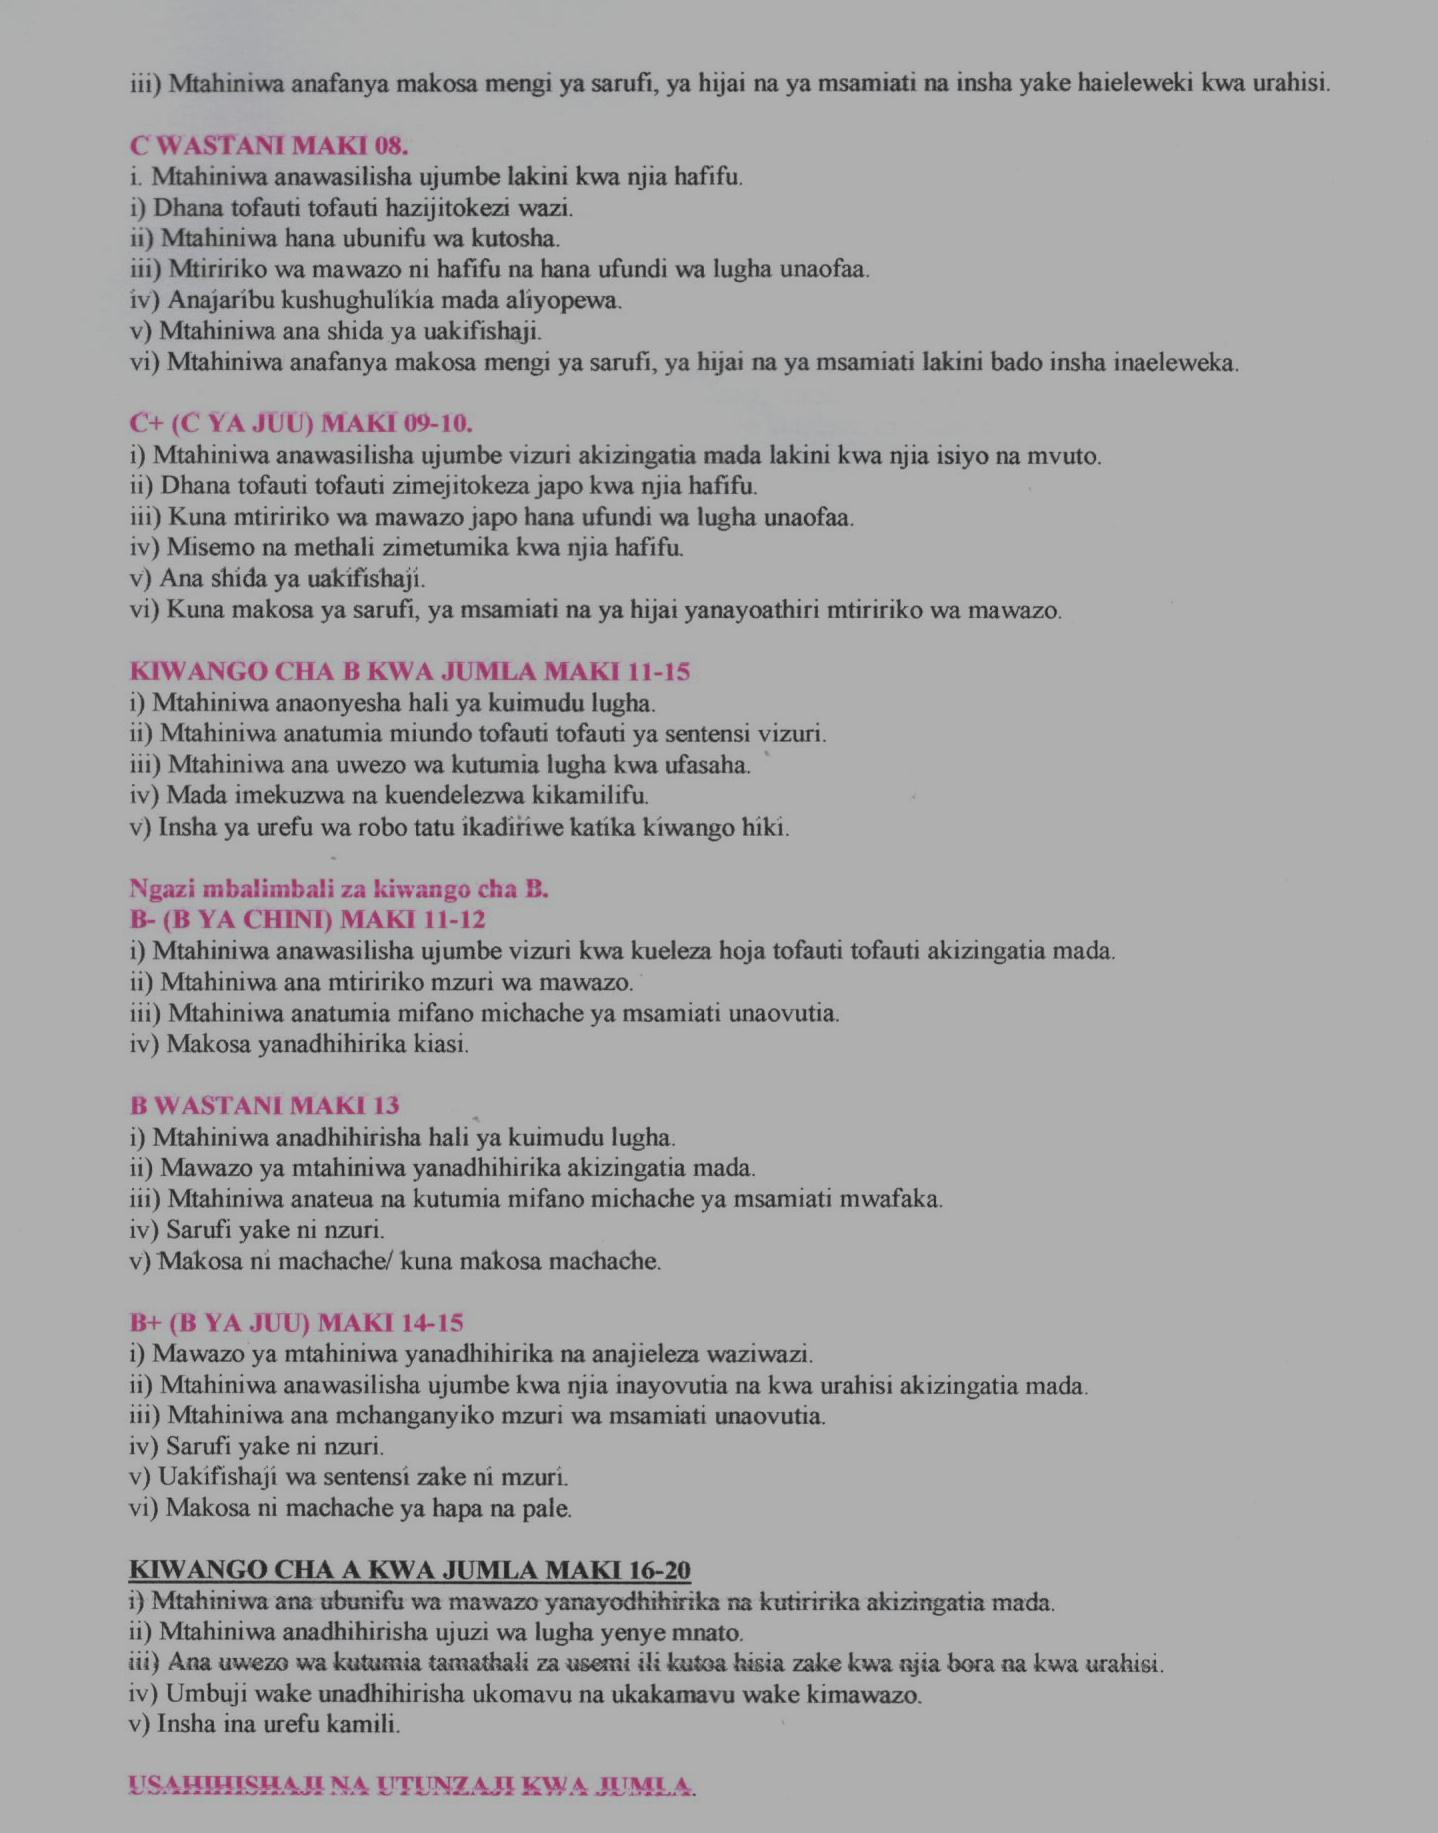 iii) Mtahiniwa anafanya makosa mengi ya sarufi, ya hijai na ya msamiati na insha yake haieleweki kwa urahisi.
C WASTANI MAKI 08.
i. Mtahiniwa anawasilisha ujumbe lakini kwa njia hafifu.
i) Dhana tofauti tofauti hazijitokezi wazi.
ii) Mtahiniwa hana ubunifu wa kutosha.
iii) Mtiririko wa mawazo ni hafifu na hana ufundi wa lugha unaofaa.
iv) Anajaribu kushughulikia mada aliyopewa.
v) Mtahiniwa ana shida ya uakifishaji.
vi) Mtahiniwa anafanya makosa mengi ya sarufi, ya hijai na ya msamiati lakini bado insha inaeleweka.
C+ (C YA JUU) MAKI 09-10.
i) Mtahiniwa anawasilisha ujumbe vizuri akizingatia mada lakini kwa njia isiyo na mvuto.
ii) Dhana tofauti tofauti zimejitokeza japo kwa njia hafifu.
iii) Kuna mtiririko wa mawazo japo hana ufundi wa lugha unaofaa.
iv) Misemo na methali zimetumika kwa njia hafifu.
v) Ana shida ya uakifishaji.
vi) Kuna makosa ya sarufi, ya msamiati na ya hijai yanayoathiri mtiririko wa mawazo.
KIWANGO CHA B KWA JUMLA MAKI 11-15
i) Mtahiniwa anaonyesha hali ya kuimudu lugha.
ii) Mtahiniwa anatumia miundo tofauti tofauti ya sentensi vizuri.
iii) Mtahiniwa ana uwezo wa kutumia lugha kwa ufasaha.
iv) Mada imekuzwa na kuendelezwa kikamilifu.
v) Insha ya urefu wa robo tatu ikadiriwe katika kiwango hiki.
Ngazi mbalimbali za kiwango cha B.
B- (B YA CHINI) MAKI 11-12
i) Mtahiniwa anawasilisha ujumbe vizuri kwa kueleza hoja tofauti tofauti akizingatia mada.
ii) Mtahiniwa ana mtiririko mzuri wa mawazo.
iii) Mtahiniwa anatumia mifano michache ya msamiati unaovutia.
iv) Makosa yanadhihirika kiasi.
B WASTANI MAKI 13
i) Mtahiniwa anadhihirisha hali ya kuimudu lugha.
ii) Mawazo ya mtahiniwa yanadhihirika akizingatia mada.
iii) Mtahiniwa anateua na kutumia mifano michache ya msamiati mwafaka.
iv) Sarufi yake ni nzuri.
v) Makosa ni machache/ kuna makosa machache.
B+ (B YA JUU) MAKI 14-15
i) Mawazo ya mtahiniwa yanadhihirika na anajieleza waziwazi.
ii) Mtahiniwa anawasilisha ujumbe kwa njia inayovutia na kwa urahisi akizingatia mada.
iii) Mtahiniwa ana mchanganyiko mzuri wa msamiati unaovutia.
iv) Sarufi yake ni nzuri.
v) Uakifishaji wa sentensi zake ni mzuri.
vi) Makosa ni machache ya hapa na pale.
KIWANGO CHA A KWA JUMLA MAKI 16-20
i) Mtahiniwa ana ubunifu wa mawazo yanayodhihirika na kutiririka akizingatia mada.
ii) Mtahiniwa anadhihirisha ujuzi wa lugha yenye mnato.
iii) Ana uwezo wa kutumia tamathali za usemi ili kutoa hisia zake kwa njia bora na kwa urahisi.
iv) Umbuji wake unadhihirisha ukomavu na ukakamavu wake kimawazo.
v) Insha ina urefu kamili.
USAHIHISHAJI NA UTUNZAJI KWA JUMLA.